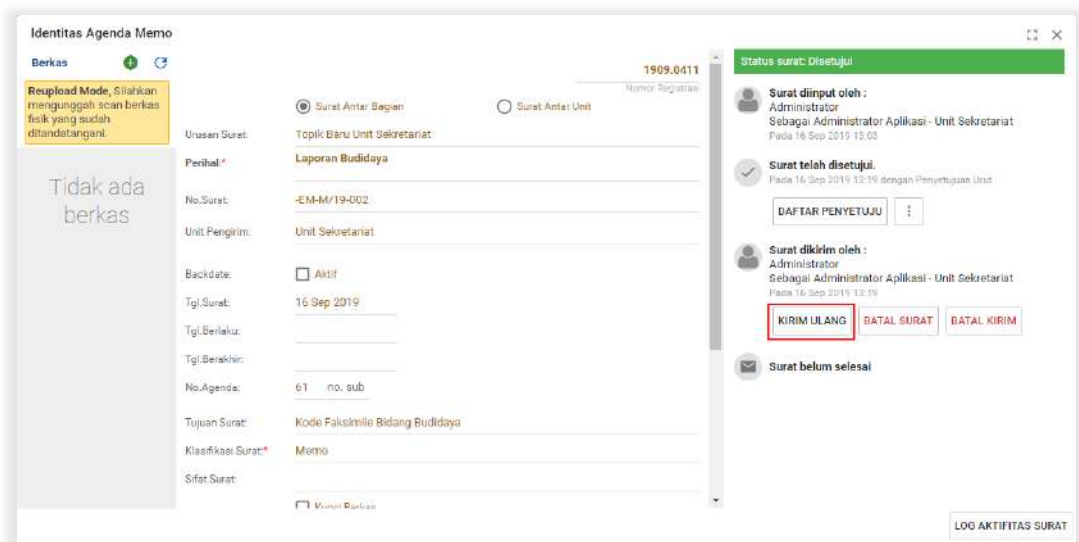 Identitas Agenda Memo
Berkas
Reupload Mode, Silahkan
mengunggah scan berkas
fisik yang sudah
ditandatangani.
Tidak ada
berkas
1909.0411
Nomor Registrasi
Surat Antar Bagian
Surat Antar Unit
Urusan Surat:
Topik Baru Unit Sekretariat
Perihal:*
Laporan Budidaya
No.Surat:
-EM-M/19-002
Unit Pengirim:
Unit Sekretariat
Backdate:
Aktif
Tgl.Surat:
16 Sep 2019
Tgl.Berlaku:
Tgl.Berakhir:
No.Agenda:
61 no. sub
Tujuan Surat:
Kode Faksimile Bidang Budidaya
Klasifikasi Surat:*
Memo
Sifat Surat:
Kunci Berkas
Status surat: Disetujui
Surat diinput oleh :
Administrator
Sebagai Administrator Aplikasi - Unit Sekretariat
Pada 16 Sep 2019 13:03
Surat telah disetujui.
Pada 16 Sep 2019 13:19 dengan Penyetujuan Urut
DAFTAR PENYETUJU
Surat dikirim oleh :
Administrator
Sebagai Administrator Aplikasi - Unit Sekretariat
Pada 16 Sep 2019 13:19
KIRIM ULANG
BATAL SURAT
BATAL KIRIM
Surat belum selesai
LOG AKTIFITAS SURAT